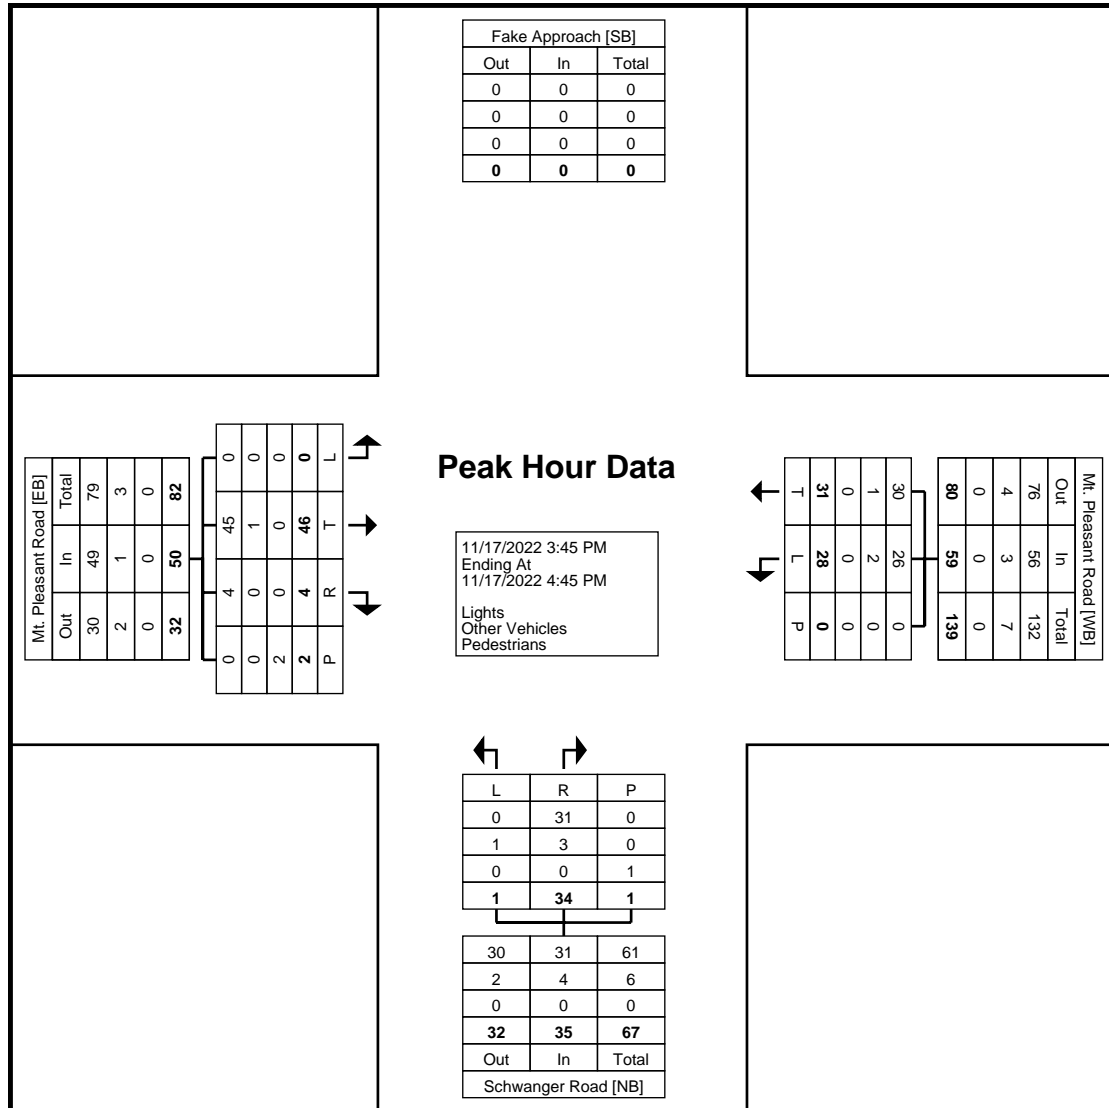 Fake Approach [SB]
Out In Total
0 0 0
0 0 0
0 0 0
0 0 0
Peak Hour Data
11/17/2022 3:45 PM
Ending At
11/17/2022 4:45 PM
Lights
Other Vehicles
Pedestrians
Mt. Pleasant Road [EB]
Out In Total
30 49 79
2 1 3
0 0 0
32 50 82
0 4 45 0
0 0 1 0
2 0 0 0
2 4 46 0
P R T L
Mt. Pleasant Road [WB]
Out In Total
76 56 132
4 3 7
0 0 0
80 59 139
30 26 0
1 2 0
0 0 0
31 28 0
T L P
L R P
0 31 0
1 3 0
0 0 1
1 34 1
30 31 61
2 4 6
0 0 0
32 35 67
Out In Total
Schwanger Road [NB]